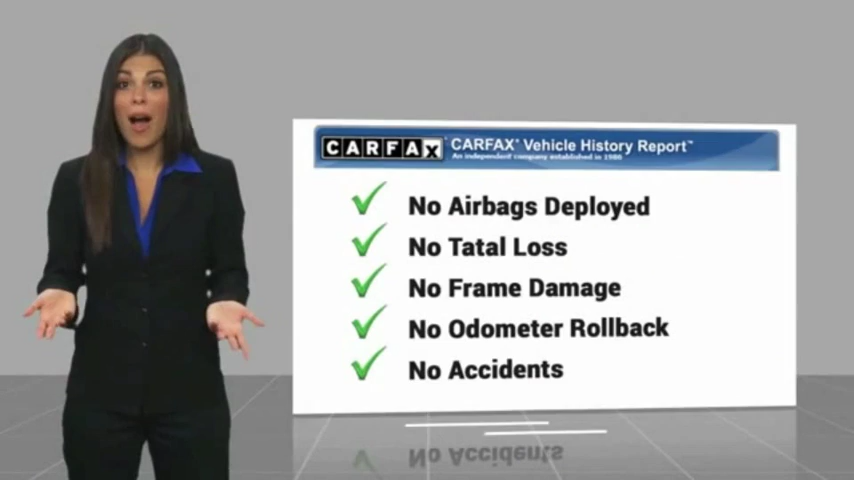 CARFAX CARFAX® Vehicle History Report™
An independent company established in 1986
No Airbags Deployed
No Tatal Loss
No Frame Damage
No Odometer Rollback
No Accidents
No Accidents